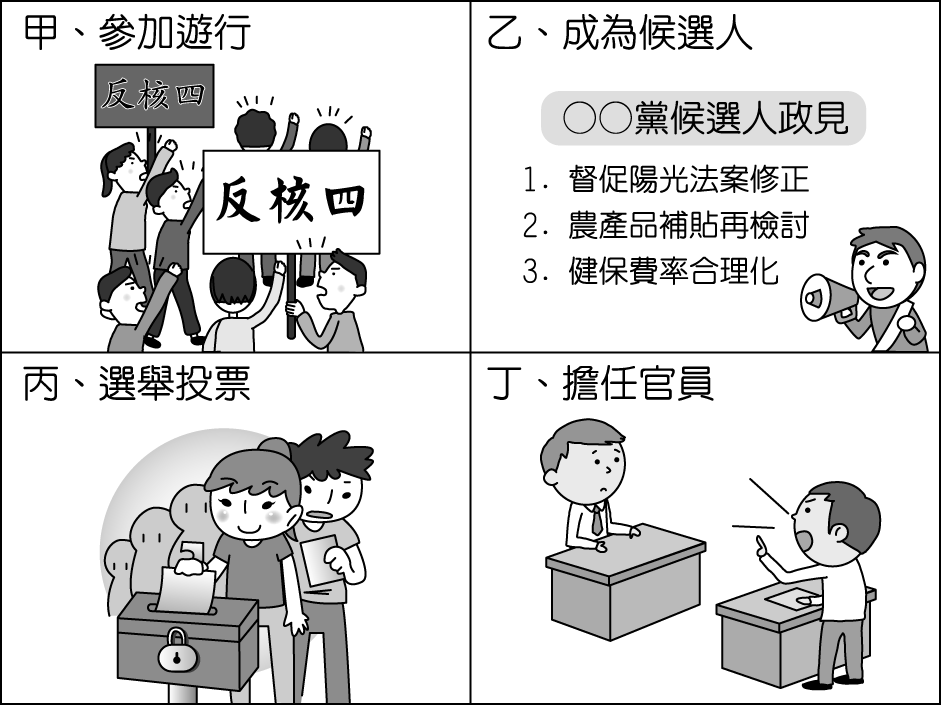 甲、參加遊行
反核四
反核四
乙、成為候選人
○○黨候選人政見
1. 督促陽光法案修正
2. 農產品補貼再檢討
3. 健保費率合理化
丙、選舉投票
丁、擔任官員